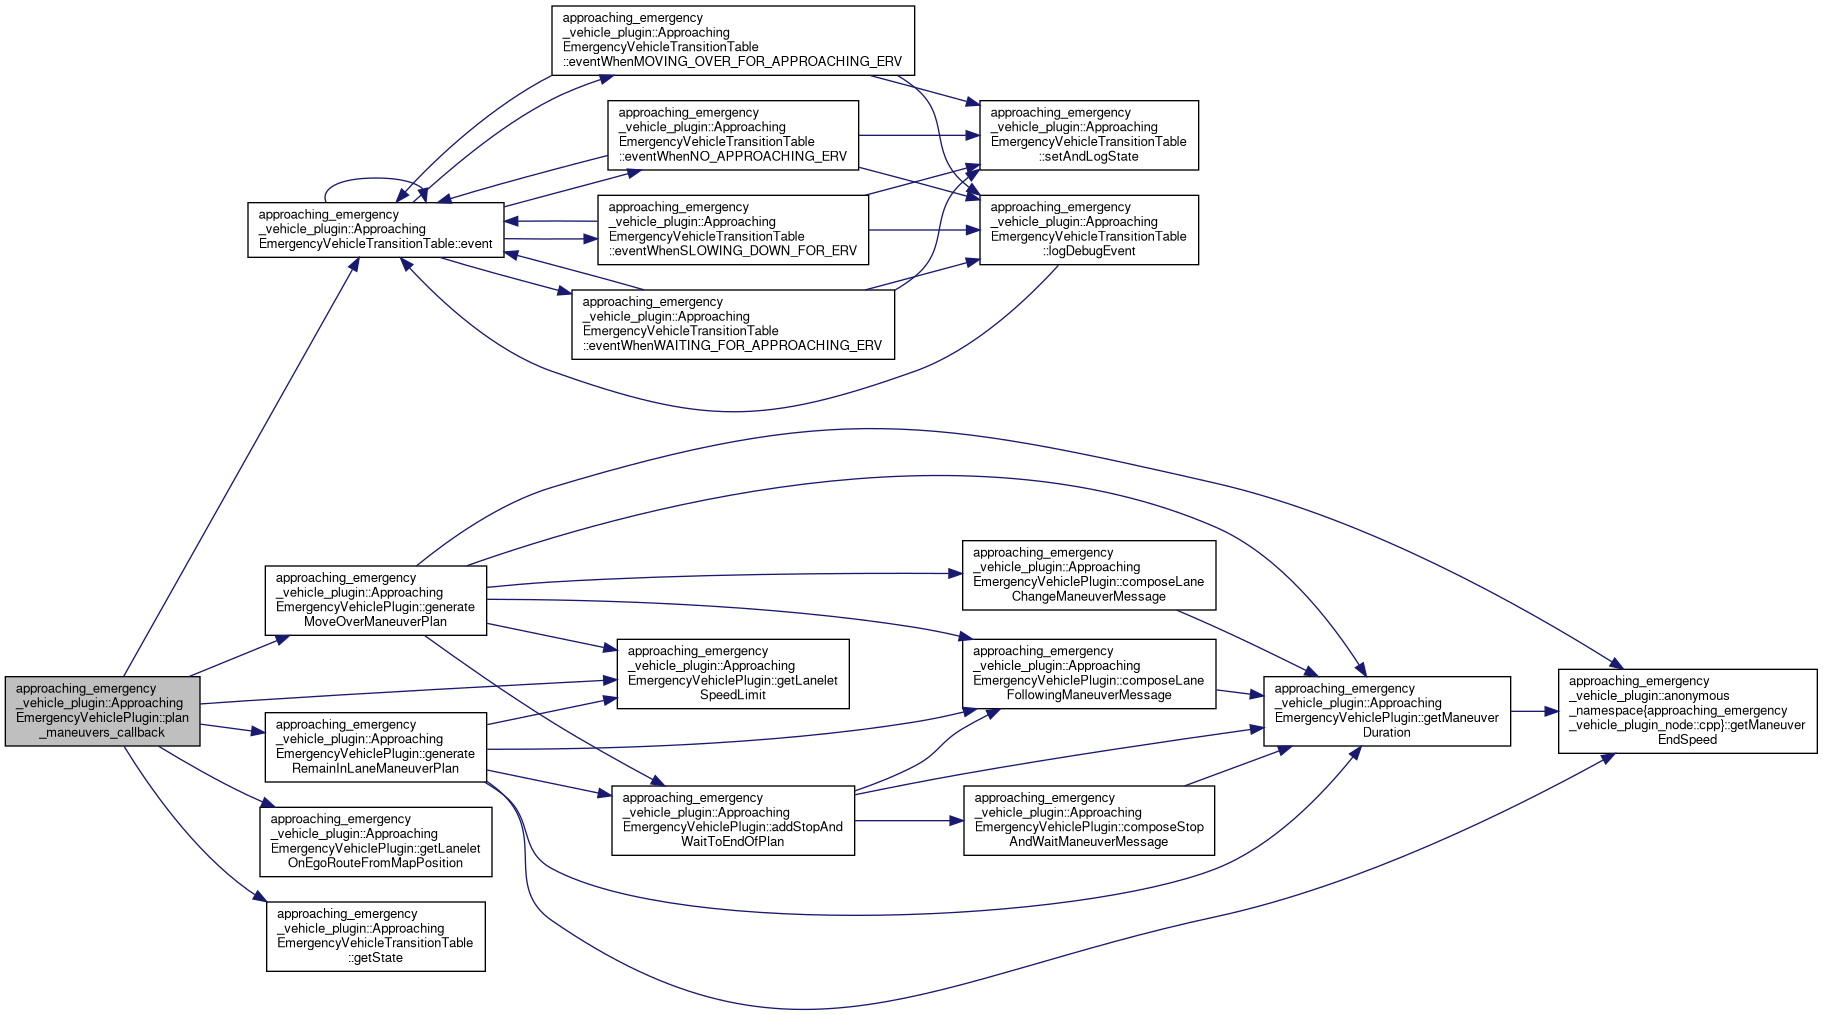 approaching_emergency
_vehicle_plugin::Approaching
EmergencyVehicleTransitionTable
::eventWhenMOVING_OVER_FOR_APPROACHING_ERV
approaching_emergency
_vehicle_plugin::Approaching
EmergencyVehicleTransitionTable
::eventWhenNO_APPROACHING_ERV
approaching_emergency
_vehicle_plugin::Approaching
EmergencyVehicleTransitionTable
::setAndLogState
approaching_emergency
_vehicle_plugin::Approaching
EmergencyVehicleTransitionTable::event
approaching_emergency
_vehicle_plugin::Approaching
EmergencyVehicleTransitionTable
::eventWhenSLOWING_DOWN_FOR_ERV
approaching_emergency
_vehicle_plugin::Approaching
EmergencyVehicleTransitionTable
::logDebugEvent
approaching_emergency
_vehicle_plugin::Approaching
EmergencyVehicleTransitionTable
::eventWhenWAITING_FOR_APPROACHING_ERV
approaching_emergency
_vehicle_plugin::Approaching
EmergencyVehiclePlugin::composeLane
ChangeManeuverMessage
approaching_emergency
_vehicle_plugin::Approaching
EmergencyVehiclePlugin::generate
MoveOverManeuverPlan
approaching_emergency
_vehicle_plugin::Approaching
EmergencyVehiclePlugin::getLanelet
SpeedLimit
approaching_emergency
_vehicle_plugin::Approaching
EmergencyVehiclePlugin::composeLane
FollowingManeuverMessage
approaching_emergency
_vehicle_plugin::Approaching
EmergencyVehiclePlugin::plan
_maneuvers_callback
approaching_emergency
_vehicle_plugin::Approaching
EmergencyVehiclePlugin::getManeuver
Duration
approaching_emergency
_vehicle_plugin::anonymous
_namespace{approaching_emergency
_vehicle_plugin_node::cpp}::getManeuver
EndSpeed
approaching_emergency
_vehicle_plugin::Approaching
EmergencyVehiclePlugin::generate
RemainInLaneManeuverPlan
approaching_emergency
_vehicle_plugin::Approaching
EmergencyVehiclePlugin::addStopAnd
WaitToEndOfPlan
approaching_emergency
_vehicle_plugin::Approaching
EmergencyVehiclePlugin::composeStop
AndWaitManeuverMessage
approaching_emergency
_vehicle_plugin::Approaching
EmergencyVehiclePlugin::getLanelet
OnEgoRouteFromMapPosition
approaching_emergency
_vehicle_plugin::Approaching
EmergencyVehicleTransitionTable
::getState